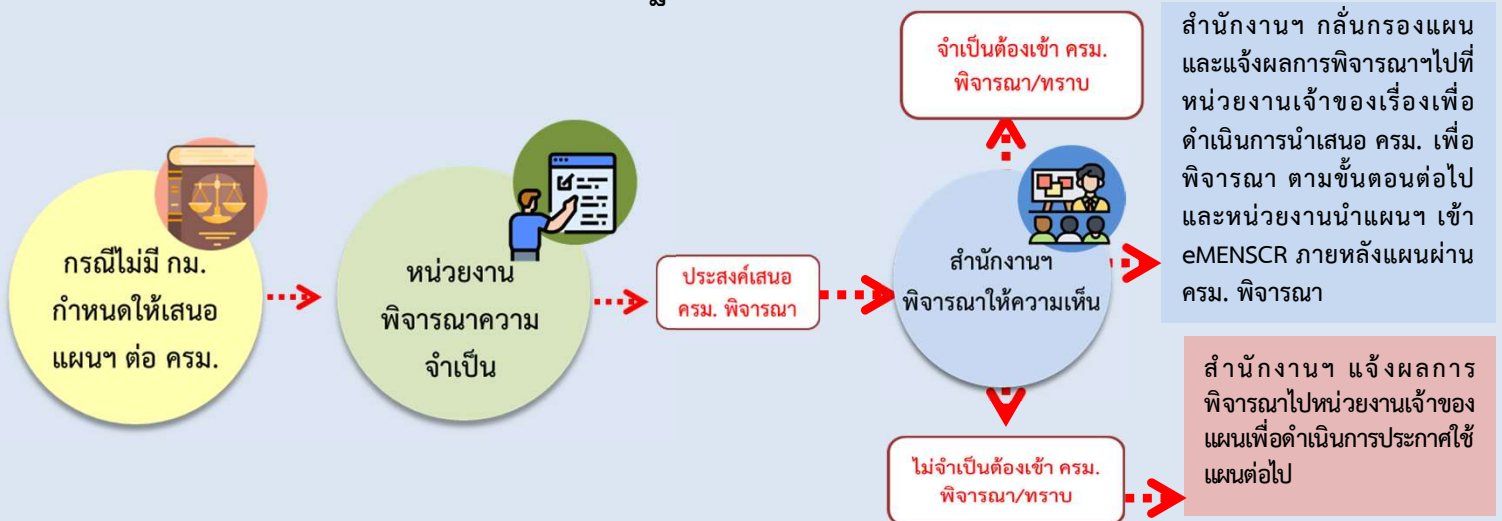 กรณีไม่มี กม.
กำหนดให้เสนอ
แผนฯ ต่อ ครม.
หน่วยงาน
พิจารณาความ
จำเป็น
ประสงค์เสนอ
ครม. พิจารณา
สำนักงานฯ
พิจารณาให้ความเห็น
จำเป็นต้องเข้า ครม.
พิจารณา/ทราบ
สำนักงานฯ กลั่นกรองแผน
และแจ้งผลการพิจารณาฯไปที่
หน่วยงานเจ้าของเรื่องเพื่อ
ดำเนินการนำเสนอ ครม. เพื่อ
พิจารณา ตามขั้นตอนต่อไป
และหน่วยงานนำแผนฯ เข้า
eMENSCR ภายหลังแผนผ่าน
ครม. พิจารณา
ไม่จำเป็นต้องเข้า ครม.
พิจารณา/ทราบ
สำนักงานฯ แจ้งผลการ
พิจารณาไปหน่วยงานเจ้าของ
แผนเพื่อดำเนินการประกาศใช้
แผนต่อไป